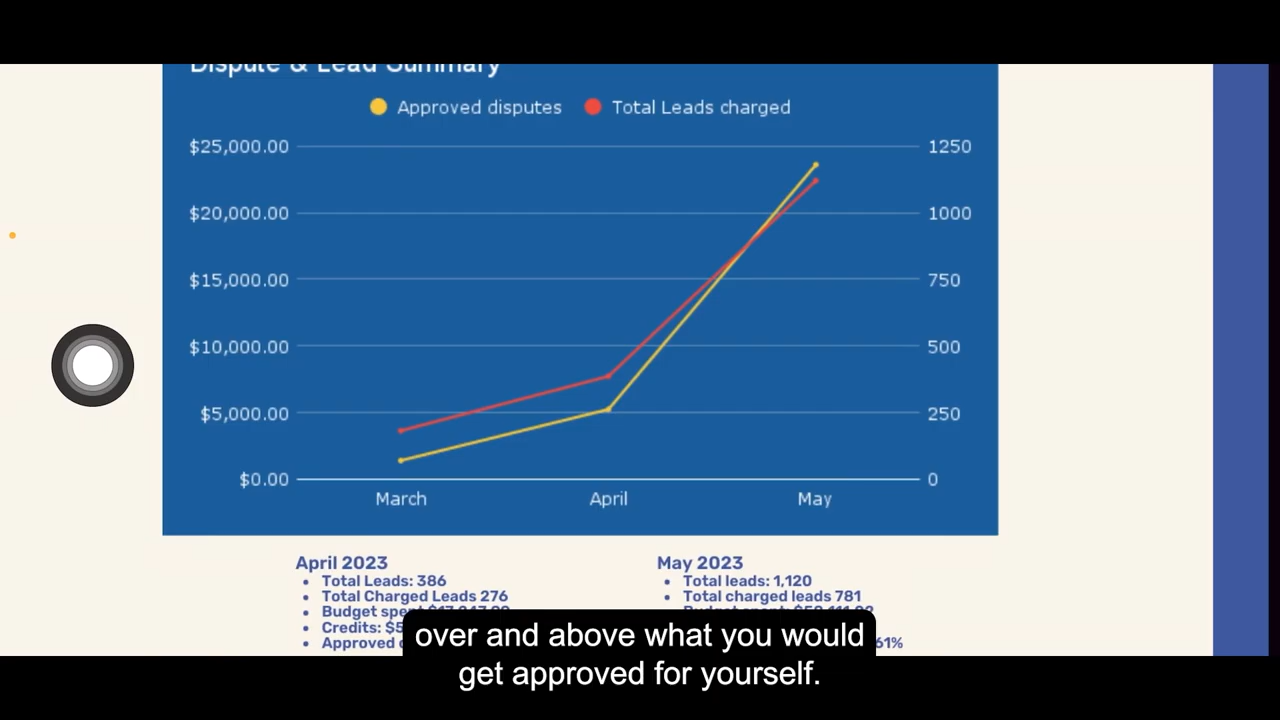 Dispute & Lead Summary
Approved disputes
Total Leads charged
$25,000.00
1250
$20,000.00
1000
$15,000.00
750
$10,000.00
500
$5,000.00
250
$0.00
0
March
April
May
April 2023
• Total Leads: 386
• Total Charged Leads 276
• Budget
• Credits: $5
• Approved
May 2023
• Total leads: 1,120
• Total charged leads 781
61%
over and above what you would
get approved for yourself.